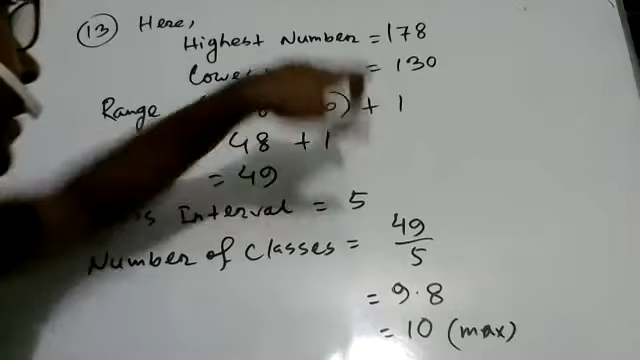 (13) Here,
Highest Number = 178
Lowest = 130
Range + 1
48 + 1
= 49
Interval = 5
Number of Classes = 49/5
= 9.8
= 10 (max)